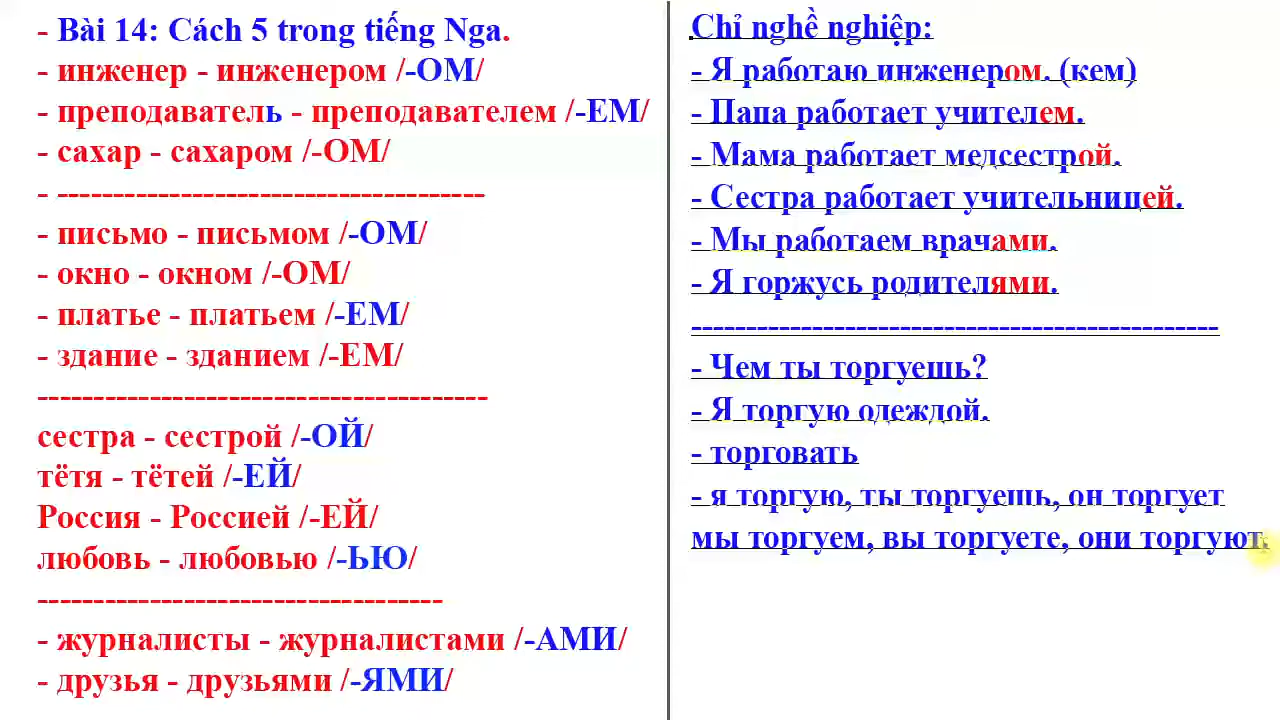 - Bài 14: Cách 5 trong tiếng Nga.
- инженер - инженером /-ОМ/
- преподаватель - преподавателем /-ЕМ/
- сахар - сахаром /-ОМ/
- --------------------------------------
- письмо - письмом /-ОМ/
- окно - окном /-ОМ/
- платье - платьем /-ЕМ/
- здание - зданием /-ЕМ/
----------------------------------------
сестра - сестрой /-ОЙ/
тётя - тётей /-ЕЙ/
Россия - Россией /-ЕЙ/
любовь - любовью /-ЬЮ/
------------------------------------
- журналисты - журналистами /-АМИ/
- друзья - друзьями /-ЯМИ/
Chỉ nghề nghiệp:
- Я работаю инженером. (кем)
- Папа работает учителем.
- Мама работает медсестрой.
- Сестра работает учительницей.
- Мы работаем врачами.
- Я горжусь родителями.
------------------------------------------------
- Чем ты торгуешь?
- Я торгую одеждой.
- торговать
- я торгую, ты торгуешь, он торгует
мы торгуем, вы торгуете, они торгуют.